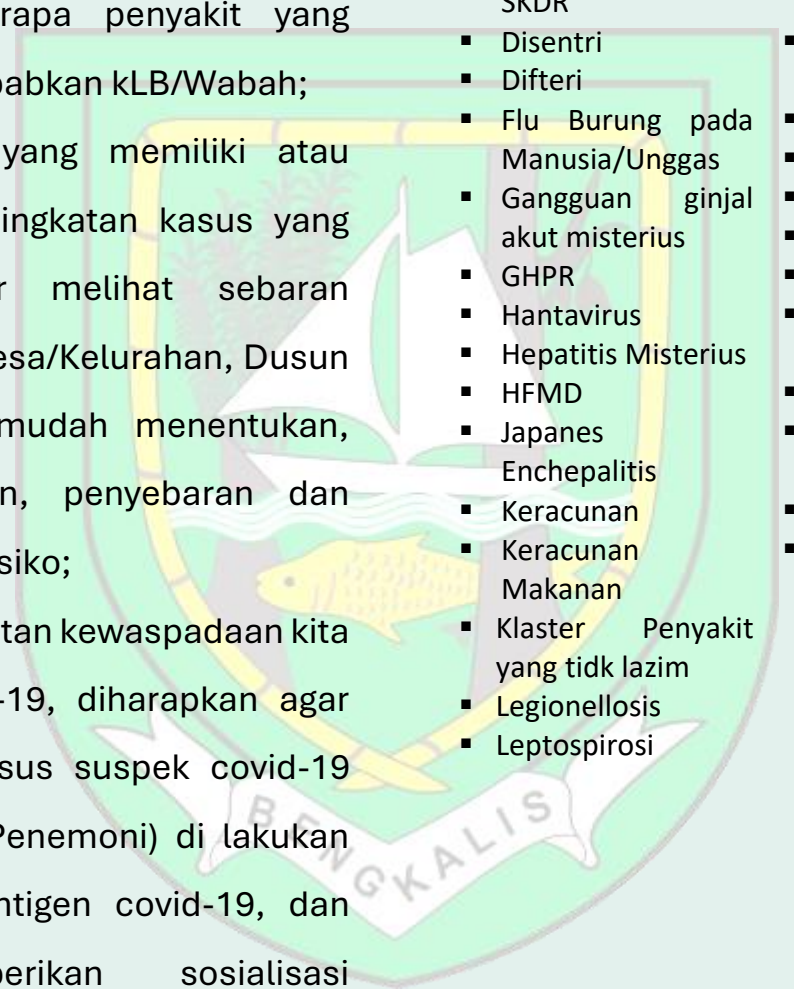 rapa penyakit yang
babkan kLB/Wabah;
yang memiliki atau
ingkatan kasus yang
r melihat sebaran
esa/Kelurahan, Dusun
mudah menentukan,
n, penyebaran dan
siko;
tan kewaspadaan kita
-19, diharapkan agar
sus suspek covid-19
Penemoni) di lakukan
ntigen covid-19, dan
perikan sosialisasi
SKDR
▪ Disentri
▪ Difteri
▪ Flu Burung pada
Manusia/Unggas
▪ Gangguan ginjal
akut misterius
▪ GHPR
▪ Hantavirus
▪ Hepatitis Misterius
▪ HFMD
▪ Japanes
Enchepalitis
▪ Keracunan
▪ Keracunan
Makanan
▪ Klaster Penyakit
yang tidk lazim
▪ Legionellosis
▪ Leptospirosi
BENGKALIS